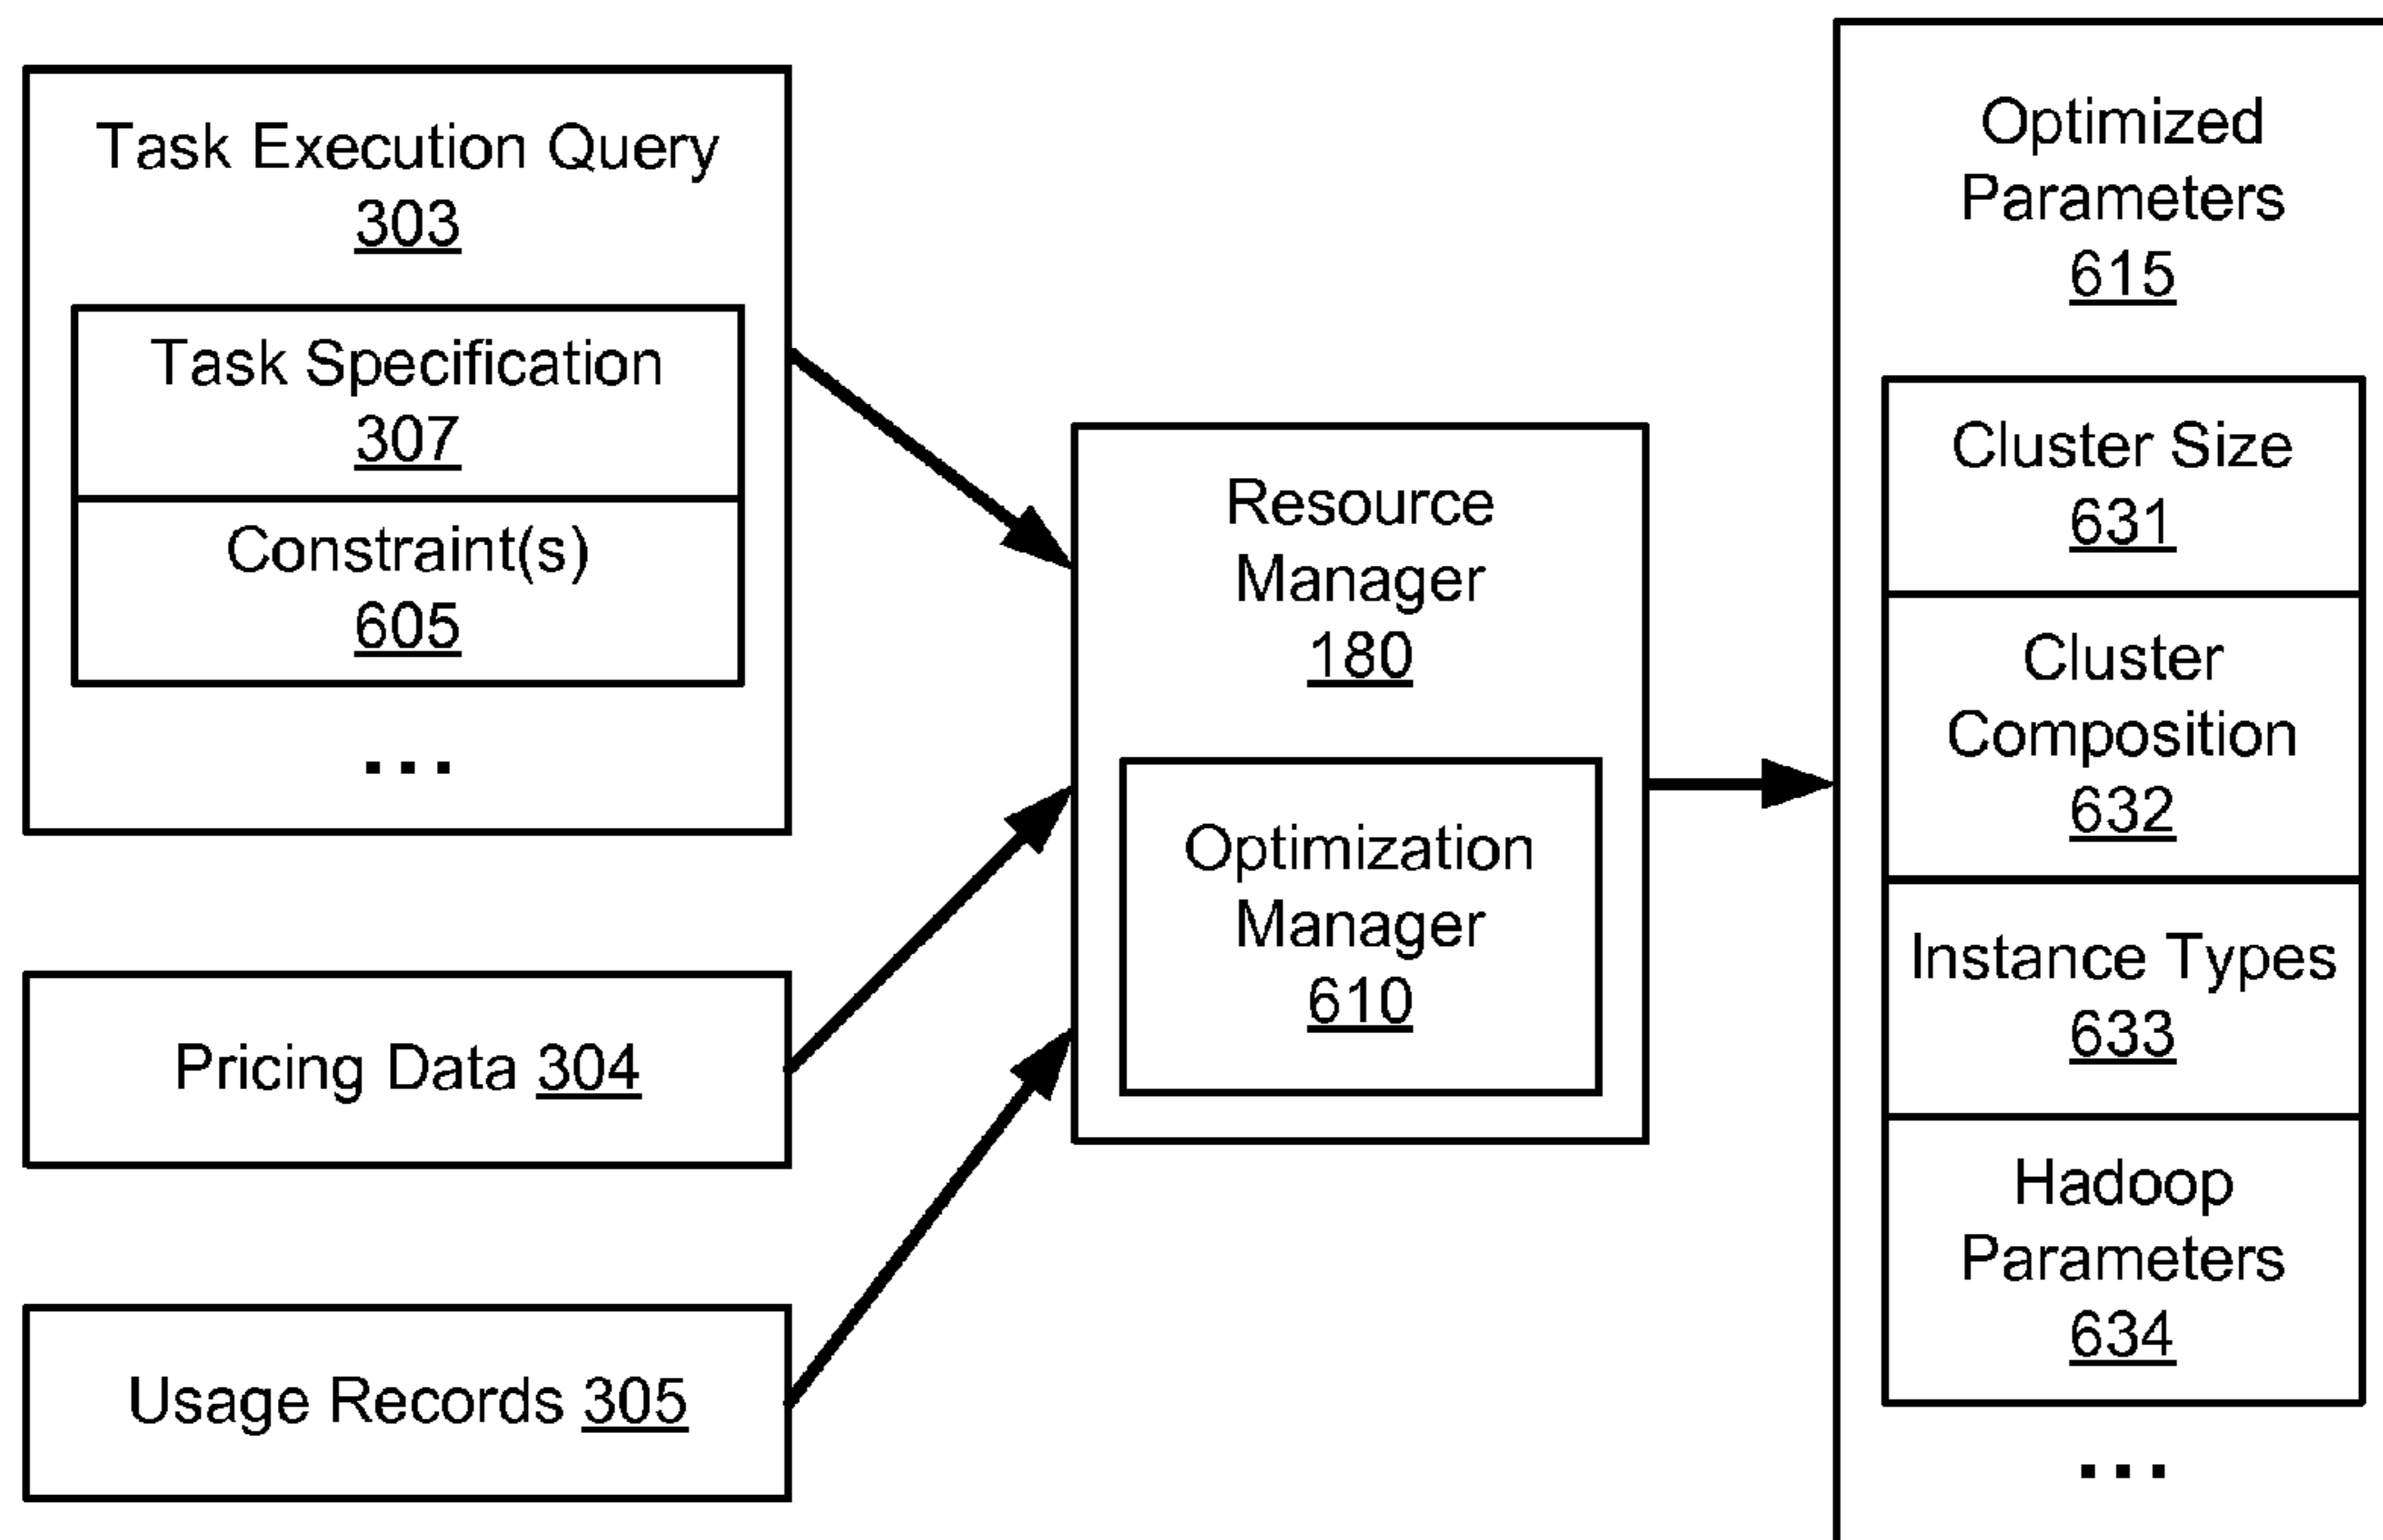 Task Execution Query
303
Task Specification
307
Constraint(s)
605
...
Pricing Data 304
Usage Records 305
Resource
Manager
180
Optimization
Manager
610
Optimized
Parameters
615
Cluster Size
631
Cluster
Composition
632
Instance Types
633
Hadoop
Parameters
634
...